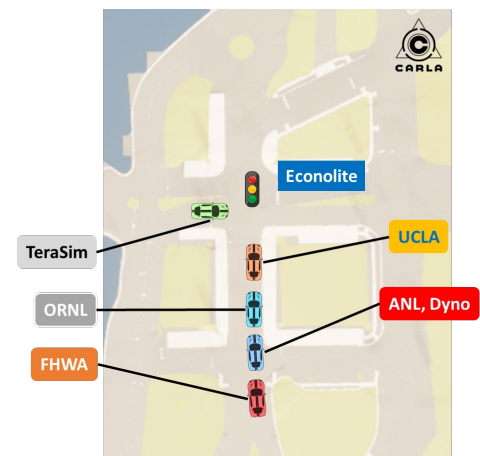 CARLA
Econolite
UCLA
TeraSim
ORNL
ANL, Dyno
FHWA